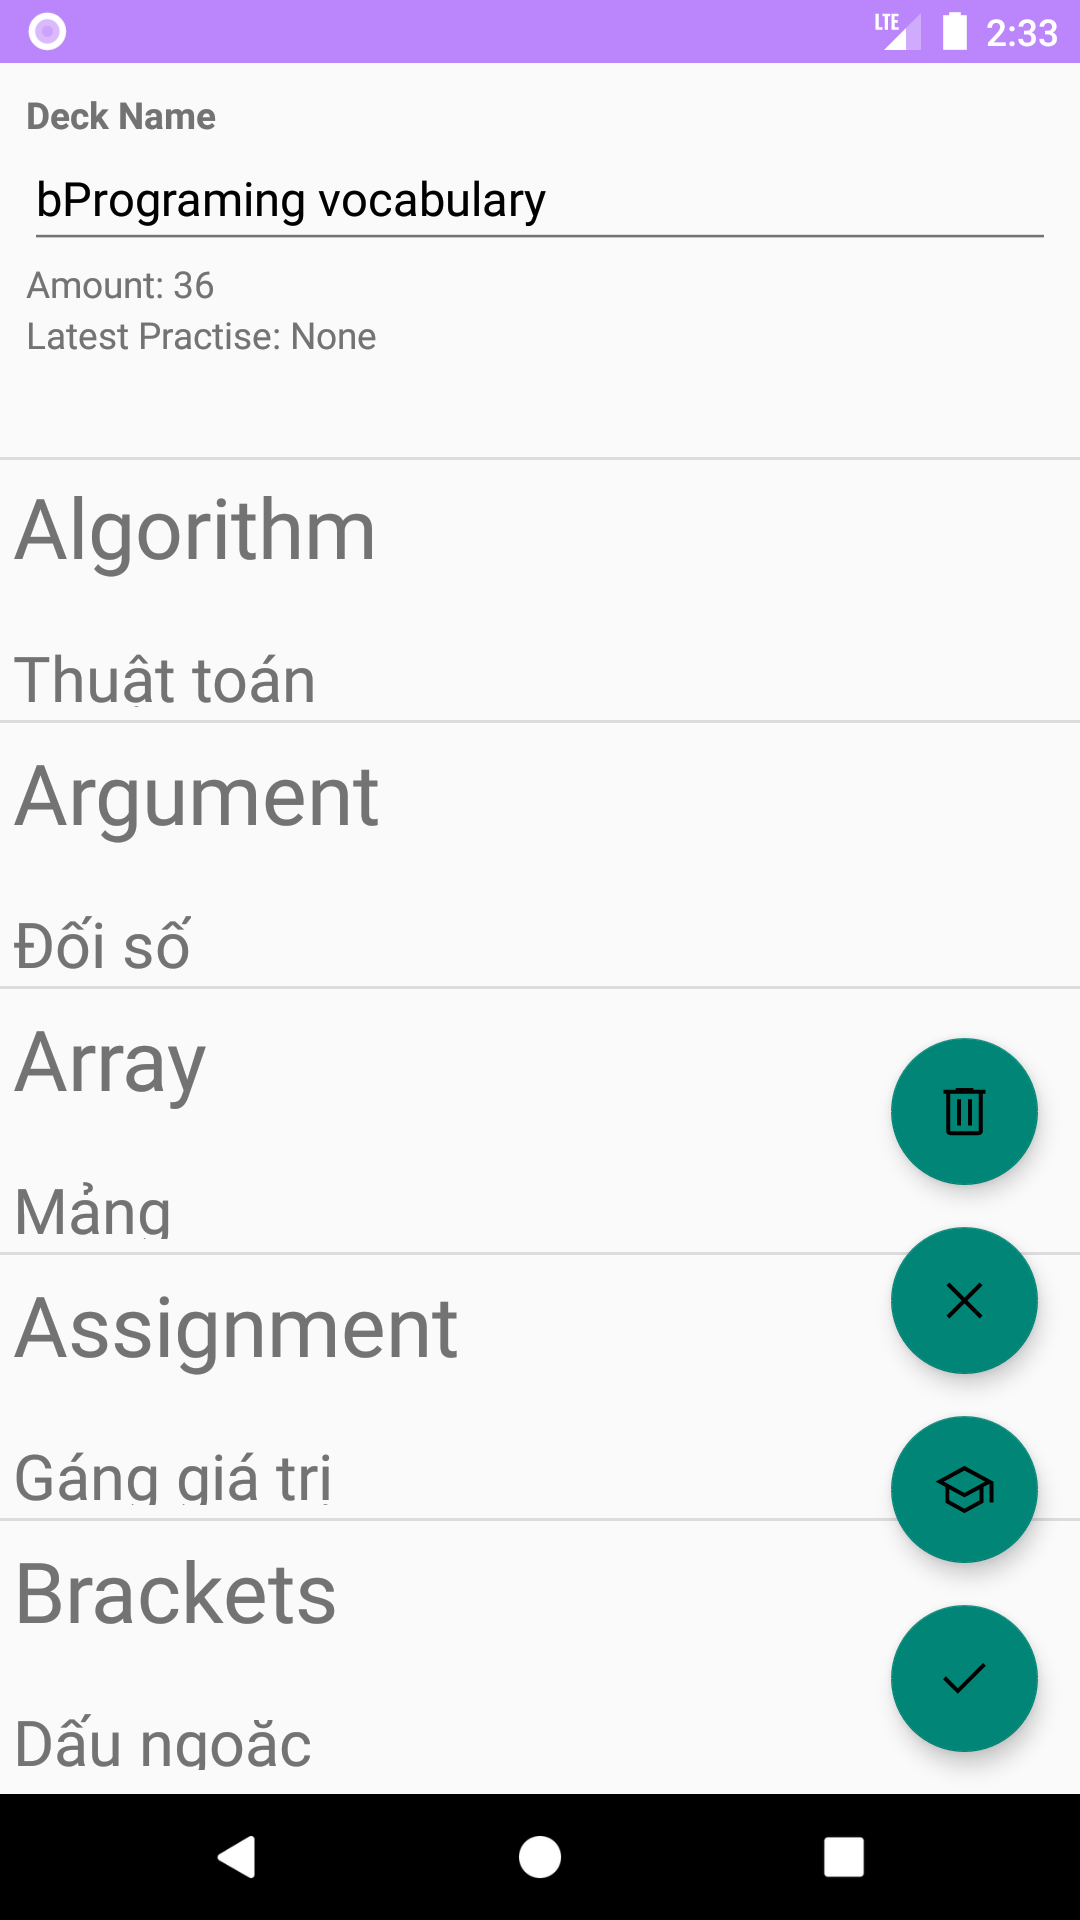 LTE 2:33
Deck Name
bPrograming vocabulary
Amount: 36
Latest Practise: None
Algorithm
Thuật toán
Argument
Đối số
Array
Mảng
Assignment
Gáng giá trị
Brackets
Dấu ngoặc